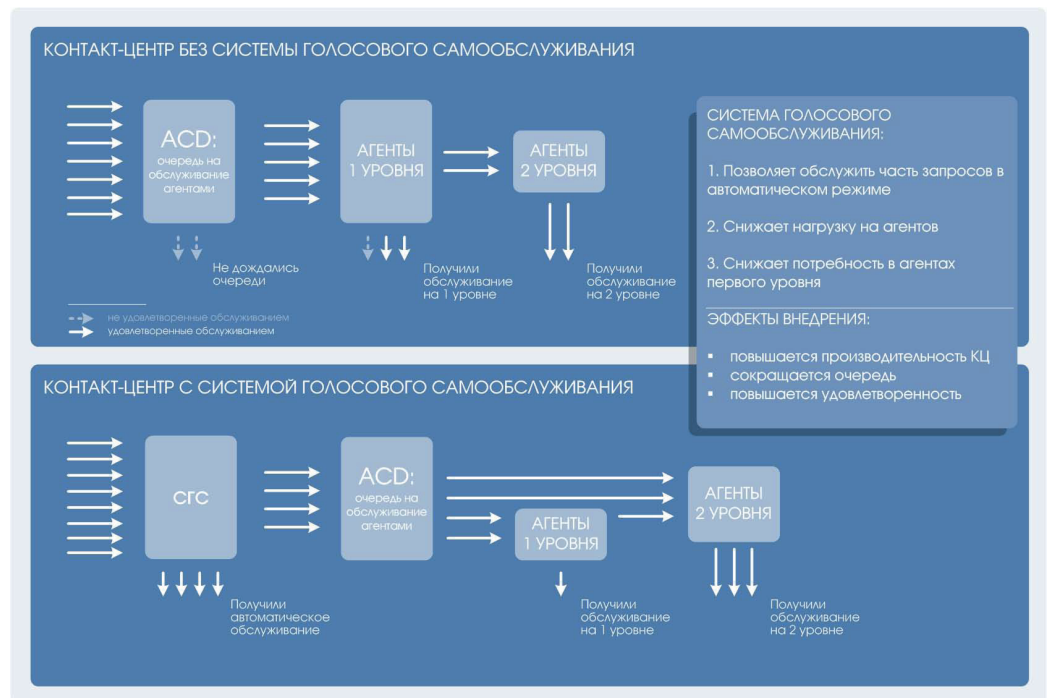 КОНТАКТ-ЦЕНТР БЕЗ СИСТЕМЫ ГОЛОСОВОГО САМООБСЛУЖИВАНИЯ
ACD:
очередь на
обслуживание
агентами
АГЕНТЫ
1 УРОВНЯ
АГЕНТЫ
2 УРОВНЯ
Не дождались
очереди
Получили
обслуживание
на 1 уровне
Получили
обслуживание
на 2 уровне
не удовлетворенные обслуживанием
удовлетворенные обслуживанием
СИСТЕМА ГОЛОСОВОГО
САМООБСЛУЖИВАНИЯ:
1. Позволяет обслужить часть запросов в
автоматическом режиме
2. Снижает нагрузку на агентов
3. Снижает потребность в агентах
первого уровня
ЭФФЕКТЫ ВНЕДРЕНИЯ:
▪ повышается производительность КЦ
▪ сокращается очередь
▪ повышается удовлетворенность
КОНТАКТ-ЦЕНТР С СИСТЕМОЙ ГОЛОСОВОГО САМООБСЛУЖИВАНИЯ
СГС
ACD:
очередь на
обслуживание
агентами
АГЕНТЫ
1 УРОВНЯ
АГЕНТЫ
2 УРОВНЯ
Получили
автоматическое
обслуживание
Получили
обслуживание
на 1 уровне
Получили
обслуживание
на 2 уровне